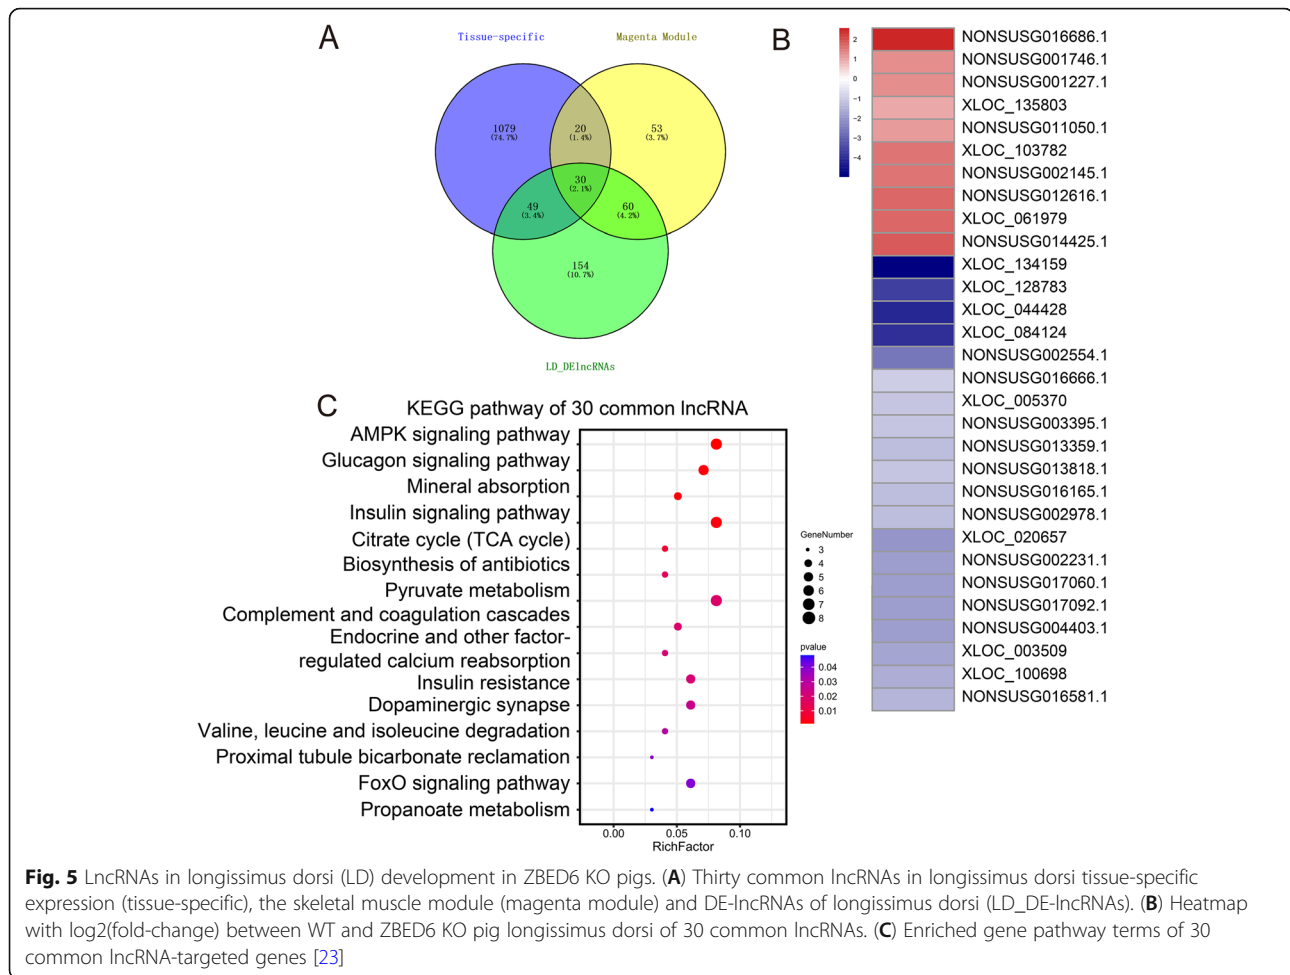 A
Tissue-specific
Magenta Module
1079
(74.7%)
20
(1.4%)
53
(3.7%)
30
(2.1%)
49
(3.4%)
60
(4.2%)
154
(10.7%)
LD_DElncRNAs
B
2
1
0
−1
−2
−3
−4
NONSUSG016686.1
NONSUSG001746.1
NONSUSG001227.1
XLOC_135803
NONSUSG011050.1
XLOC_103782
NONSUSG002145.1
NONSUSG012616.1
XLOC_061979
NONSUSG014425.1
XLOC_134159
XLOC_128783
XLOC_044428
XLOC_084124
NONSUSG002554.1
NONSUSG016666.1
XLOC_005370
NONSUSG003395.1
NONSUSG013359.1
NONSUSG013818.1
NONSUSG016165.1
NONSUSG002978.1
XLOC_020657
NONSUSG002231.1
NONSUSG017060.1
NONSUSG017092.1
NONSUSG004403.1
XLOC_003509
XLOC_100698
NONSUSG016581.1
C
KEGG pathway of 30 common lncRNA
AMPK signaling pathway
Glucagon signaling pathway
Mineral absorption
Insulin signaling pathway
Citrate cycle (TCA cycle)
Biosynthesis of antibiotics
Pyruvate metabolism
Complement and coagulation cascades
Endocrine and other factor-
regulated calcium reabsorption
Insulin resistance
Dopaminergic synapse
Valine, leucine and isoleucine degradation
Proximal tubule bicarbonate reclamation
FoxO signaling pathway
Propanoate metabolism
0.00 0.05 0.10
RichFactor
GeneNumber
3
4
5
6
7
8
pvalue
0.04
0.03
0.02
0.01
Fig. 5 LncRNAs in longissimus dorsi (LD) development in ZBED6 KO pigs. (A) Thirty common lncRNAs in longissimus dorsi tissue-specific
expression (tissue-specific), the skeletal muscle module (magenta module) and DE-lncRNAs of longissimus dorsi (LD_DE-lncRNAs). (B) Heatmap
with log2(fold-change) between WT and ZBED6 KO pig longissimus dorsi of 30 common lncRNAs. (C) Enriched gene pathway terms of 30
common lncRNA-targeted genes [23]